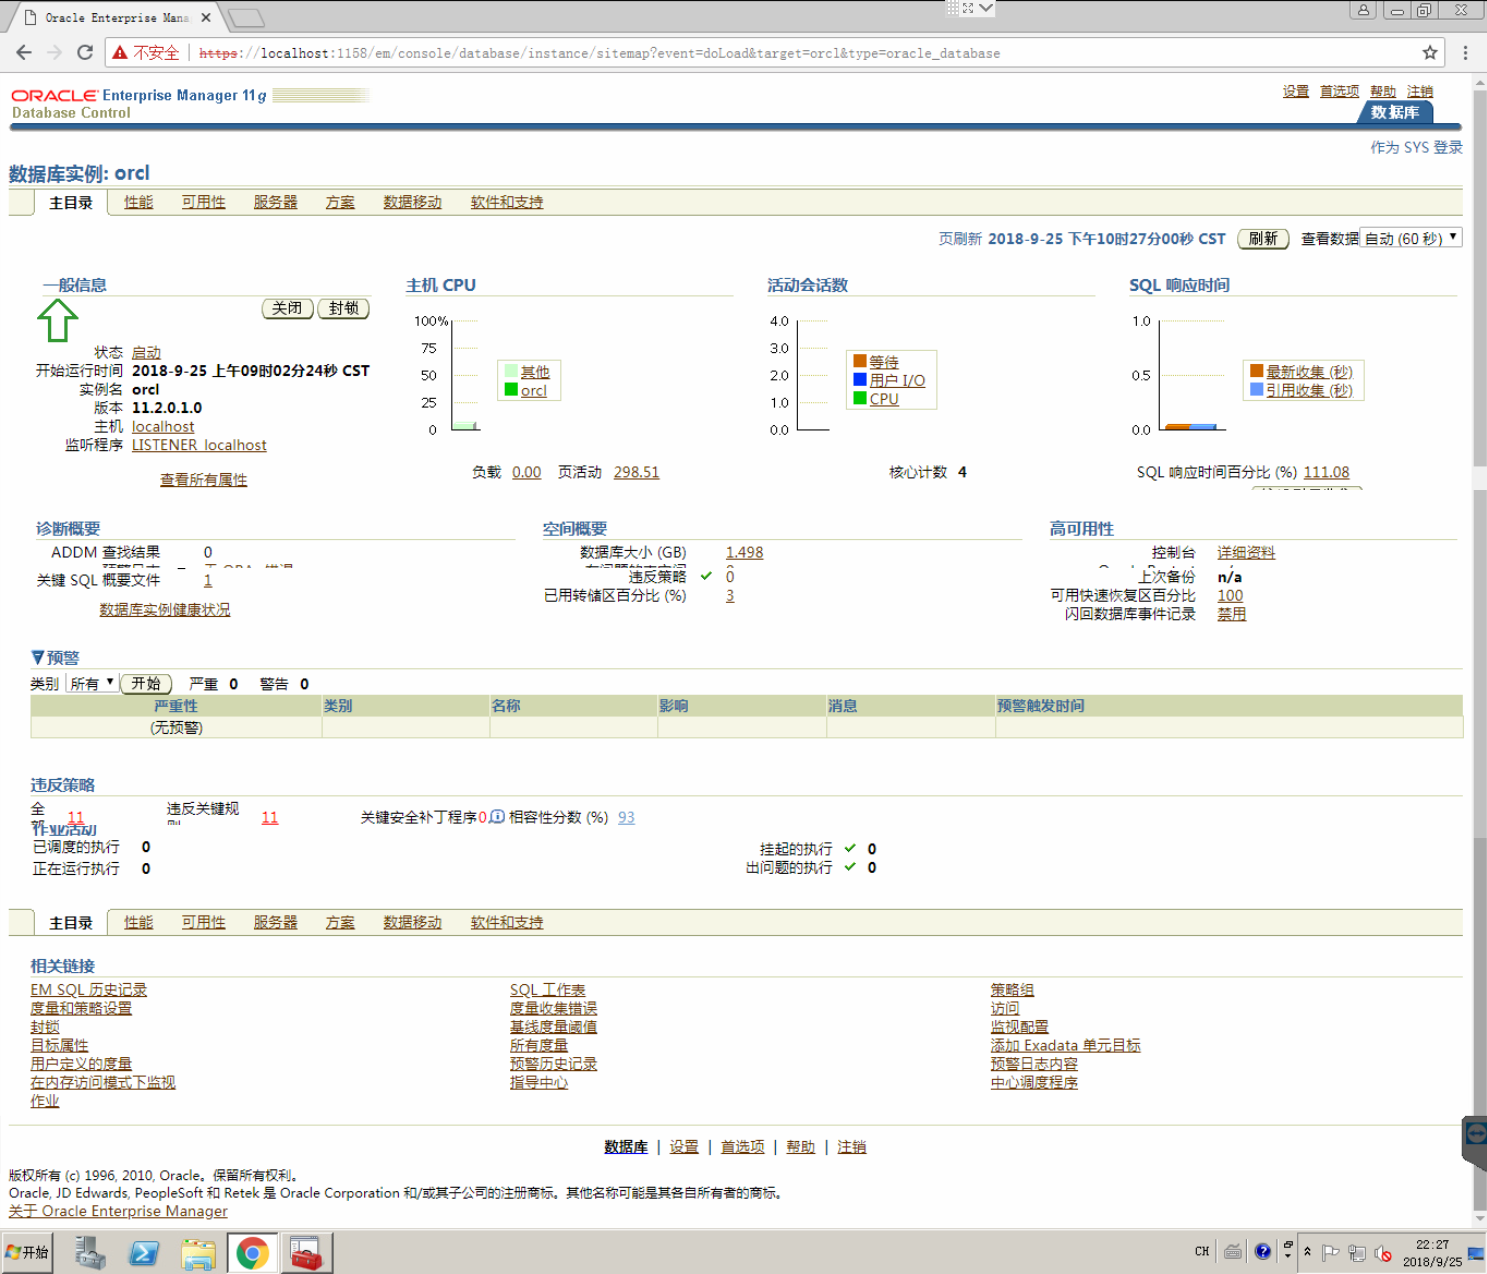 Oracle Enterprise Mana
不安全 https://localhost:1158/em/console/database/instance/sitemap?event=doLoad&target=orcl&type=oracle_database
ORACLE Enterprise Manager 11g
Database Control
设置 首选项 帮助 注销
数据库
作为 SYS 登录
数据库实例: orcl
主目录 性能 可用性 服务器 方案 数据移动 软件和支持
页刷新 2018-9-25 下午10时27分00秒 CST 刷新 查看数据 自动 (60 秒)
一般信息
关闭 封锁
状态 启动
开始运行时间 2018-9-25 上午09时02分24秒 CST
实例名 orcl
版本 11.2.0.1.0
主机 localhost
监听程序 LISTENER_localhost
查看所有属性
主机 CPU
100%
75
50
25
0
其他
orcl
负载 0.00 页活动 298.51
活动会话数
4.0
3.0
2.0
1.0
0.0
等待
用户 I/O
CPU
核心计数 4
SQL 响应时间
1.0
0.5
0.0
最新收集 (秒)
引用收集 (秒)
SQL 响应时间百分比 (%) 111.08
诊断概要
ADDM 查找结果 0
关键 SQL 概要文件 1
数据库实例健康状况
空间概要
数据库大小 (GB) 1.498
违反策略 0
已用转储区百分比 (%) 3
高可用性
控制台 详细资料
上次备份 n/a
可用快速恢复区百分比 100
闪回数据库事件记录 禁用
预警
类别 所有 开始 严重 0 警告 0
严重性 类别 名称 影响 消息 预警触发时间
(无预警)
违反策略
全 11 违反关键规 11 关键安全补丁程序 0 相容性分数 (%) 93
作业活动
已调度的执行 0
正在运行执行 0
挂起的执行 0
出问题的执行 0
主目录 性能 可用性 服务器 方案 数据移动 软件和支持
相关链接
EM SQL 历史记录 SQL 工作表 策略组
度量和策略设置 度量收集错误 访问
封锁 基线度量阈值 监视配置
目标属性 所有度量 添加 Exadata 单元目标
用户定义的度量 预警历史记录 预警日志内容
在内存访问模式下监视 指导中心 中心调度程序
作业
数据库 | 设置 | 首选项 | 帮助 | 注销
版权所有 (c) 1996, 2010, Oracle。保留所有权利。
Oracle, JD Edwards, PeopleSoft 和 Retek 是 Oracle Corporation 和/或其子公司的注册商标。其他名称可能是其各自所有者的商标。
关于 Oracle Enterprise Manager
开始
CH
22:27
2018/9/25